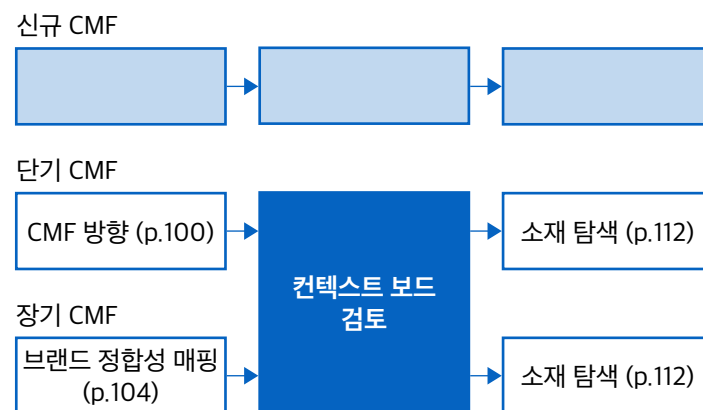 신규 CMF
단기 CMF
CMF 방향 (p.100)
컨텍스트 보드
검토
소재 탐색 (p.112)
장기 CMF
브랜드 정합성 매핑
(p.104)
소재 탐색 (p.112)